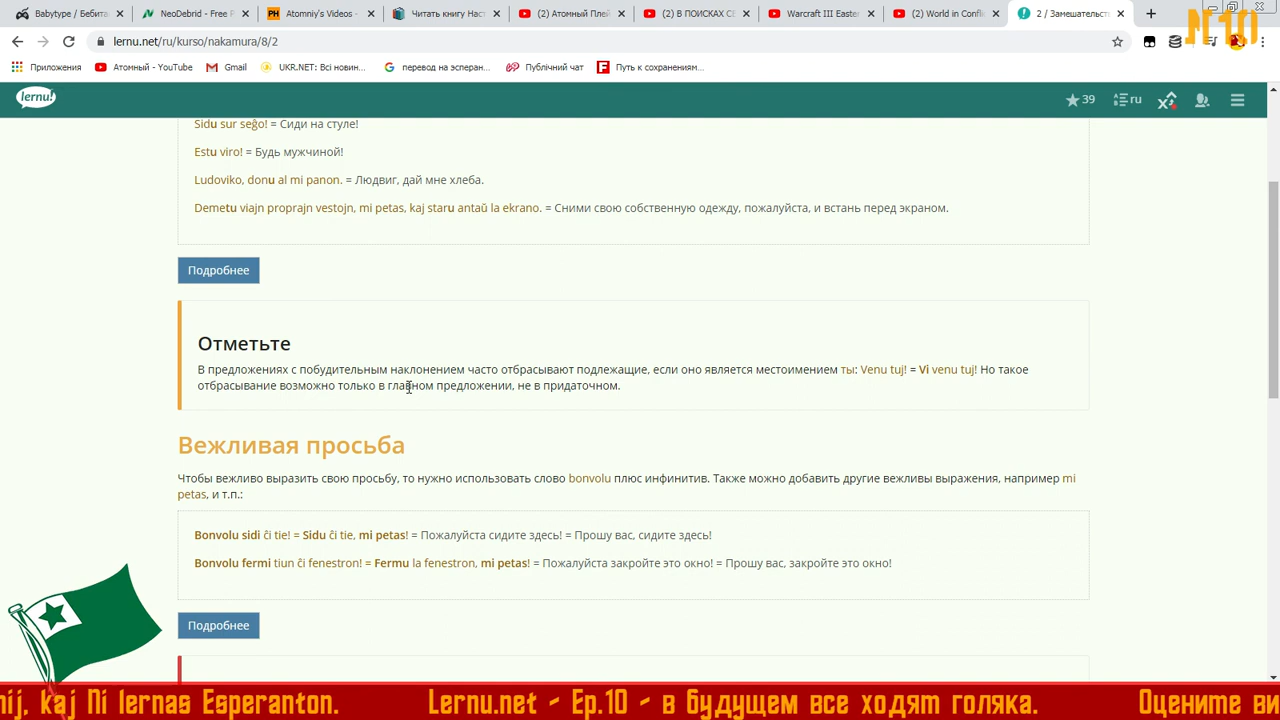 Babytype / Бебита
NeoDebrid - Free P
Atomniy's Videos -
Читать книгу Наст
(2) Атомный Плей
(2) В ПОИСКАХ СЕ
Warcraft III Easter
(2) World in Conflic
2 / Замешательст
lernu.net/ru/kurso/nakamura/8/2
N10
Приложения
Атомный - YouTube
Gmail
UKR.NET: Всі новин...
перевод на эсперан...
Публічний чат
Путь к сохранениям...
lernu!
39
ru
Sidu sur seĝo! = Сиди на стуле!
Estu viro! = Будь мужчиной!
Ludoviko, donu al mi panon. = Людвиг, дай мне хлеба.
Demetu viajn proprajn vestojn, mi petas, kaj staru antaŭ la ekrano. = Сними свою собственную одежду, пожалуйста, и встань перед экраном.
Подробнее
Отметьте
В предложениях с побудительным наклонением часто отбрасывают подлежащие, если оно является местоимением ты: Venu tuj! = Vi venu tuj! Но такое
отбрасывание возможно только в главном предложении, не в придаточном.
Вежливая просьба
Чтобы вежливо выразить свою просьбу, то нужно использовать слово bonvolu плюс инфинитив. Также можно добавить другие вежливы выражения, например mi
petas, и т.п.:
Bonvolu sidi ĉi tie! = Sidu ĉi tie, mi petas! = Пожалуйста сидите здесь! = Прошу вас, сидите здесь!
Bonvolu fermi tiun ĉi fenestron! = Fermu la fenestron, mi petas! = Пожалуйста закройте это окно! = Прошу вас, закройте это окно!
Подробнее
nij, kaj Ni lernas Esperanton. Lernu.net - Ep.10 - в будущем все ходят голяка. Оцените ви